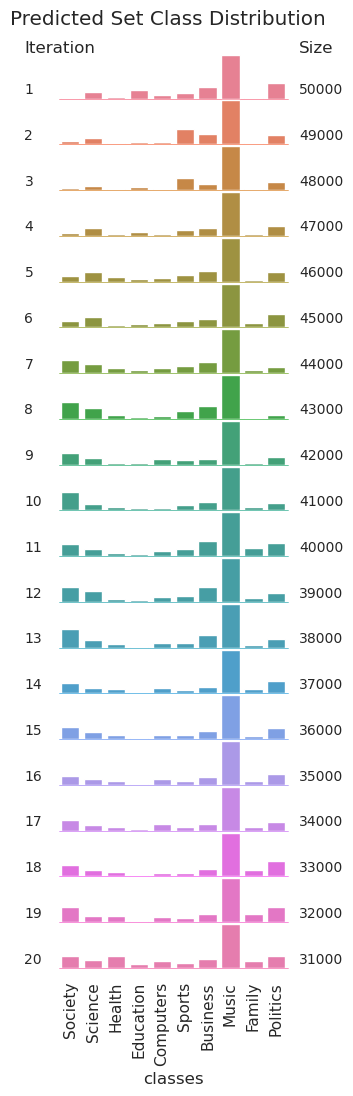 Predicted Set Class Distribution
Iteration Size
1 50000
2 49000
3 48000
4 47000
5 46000
6 45000
7 44000
8 43000
9 42000
10 41000
11 40000
12 39000
13 38000
14 37000
15 36000
16 35000
17 34000
18 33000
19 32000
20 31000
Society
Science
Health
Education
Computers
Sports
Business
Music
Family
Politics
classes